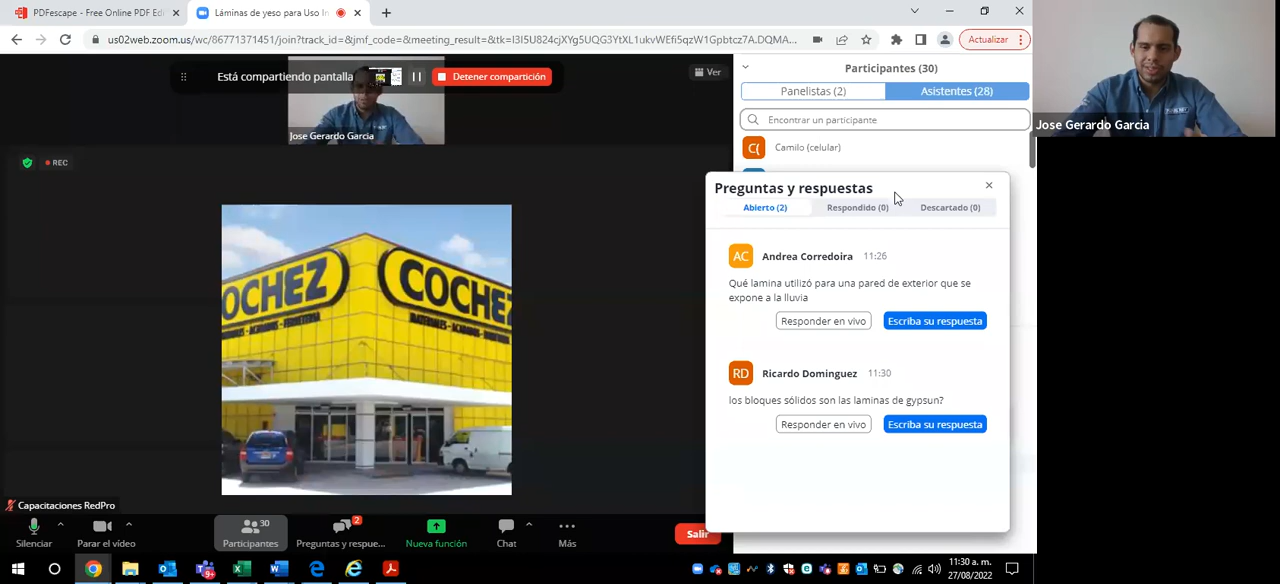 PDFescape - Free Online PDF Edi
Láminas de yeso para Uso In
us02web.zoom.us/wc/86771371451/join?track_id=&jmf_code=&meeting_result=&tk=I3I5U824cjXYg5UQG3YtXL1ukvWEfi5qzW1Gpbtcz7A.DQMA...
Actualizar
Está compartiendo pantalla
Detener compartición
Ver
Jose Gerardo Garcia
REC
Participantes (30)
Panelistas (2)
Asistentes (28)
Encontrar un participante
C(
Camilo (celular)
Jose Gerardo Garcia
Preguntas y respuestas
Abierto (2)
Respondido (0)
Descartado (0)
AC
Andrea Corredoira
11:26
Qué lamina utilizó para una pared de exterior que se
expone a la lluvia
Responder en vivo
Escriba su respuesta
RD
Ricardo Dominguez
11:30
los bloques sólidos son las laminas de gypsun?
Responder en vivo
Escriba su respuesta
OCHEZ
COCHEZ
Capacitaciones RedPro
30
2
Silenciar
Parar el vídeo
Participantes
Preguntas y respue...
Nueva función
Chat
Más
Salir
11:30 a. m.
27/08/2022